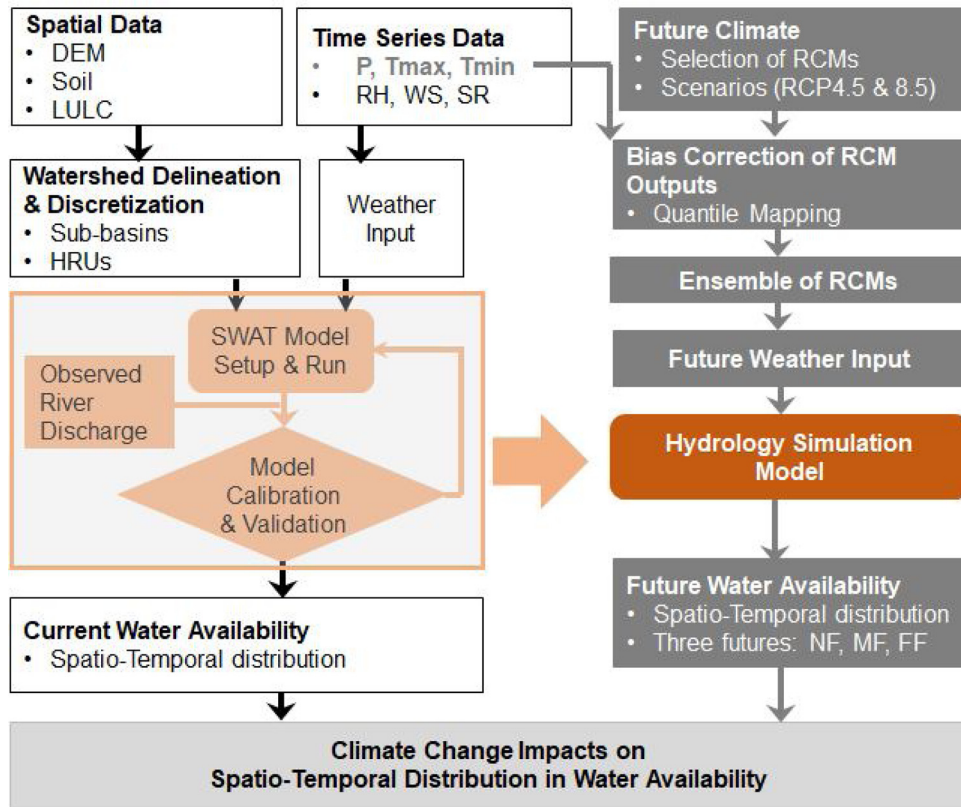 Spatial Data
• DEM
• Soil
• LULC
Time Series Data
• P, Tmax, Tmin
• RH, WS, SR
Future Climate
• Selection of RCMs
• Scenarios (RCP4.5 & 8.5)
Watershed Delineation
& Discretization
• Sub-basins
• HRUs
Weather
Input
Bias Correction of RCM
Outputs
• Quantile Mapping
Ensemble of RCMs
Future Weather Input
SWAT Model
Setup & Run
Observed
River
Discharge
Model
Calibration
& Validation
Hydrology Simulation
Model
Current Water Availability
• Spatio-Temporal distribution
Future Water Availability
• Spatio-Temporal distribution
• Three futures: NF, MF, FF
Climate Change Impacts on
Spatio-Temporal Distribution in Water Availability